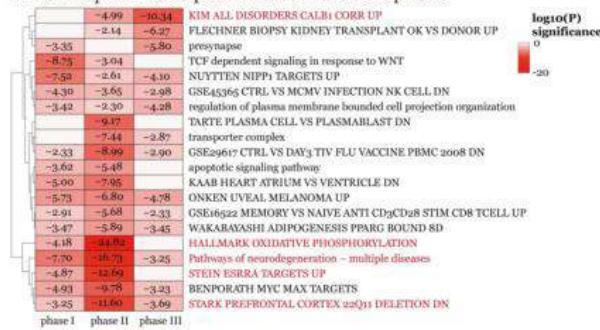 log10(P)
significance
0
-20
-4.99 -10.34 KIM ALL DISORDERS CALB1 CORR UP
-2.14 -6.27 FLECHNER BIOPSY KIDNEY TRANSPLANT OK VS DONOR UP
-3.35 -5.80 presynapse
-8.75 -3.04 TCF dependent signaling in response to WNT
-7.52 -2.61 -4.10 NUYTTEN NIPP1 TARGETS UP
-4.30 -3.65 -2.98 GSE45365 CTRL VS MCMV INFECTION NK CELL DN
-3.42 -2.30 -4.28 regulation of plasma membrane bounded cell projection organization
-9.17 TARTE PLASMA CELL VS PLASMABLAST DN
-7.44 -2.87 transporter complex
-2.33 -8.99 -2.90 GSE29617 CTRL VS DAY3 TIV FLU VACCINE PBMC 2008 DN
-3.62 -5.48 apoptotic signaling pathway
-5.00 -7.95 KAAB HEART ATRIUM VS VENTRICLE DN
-5.73 -6.80 -4.78 ONKEN UVEAL MELANOMA UP
-2.91 -5.68 -2.33 GSE16522 MEMORY VS NAIVE ANTI CD3CD28 STIM CD8 TCELL UP
-3.47 -5.89 -3.45 WAKABAYASHI ADIPOGENESIS PPARG BOUND 8D
-4.18 -24.82 HALLMARK OXIDATIVE PHOSPHORYLATION
-7.70 -16.73 -3.25 Pathways of neurodegeneration – multiple diseases
-4.87 -12.69 STEIN ESRRA TARGETS UP
-4.93 -9.78 -3.23 BENPORATH MYC MAX TARGETS
-3.25 -11.60 -3.69 STARK PREFRONTAL CORTEX 22Q11 DELETION DN
phase I phase II phase III